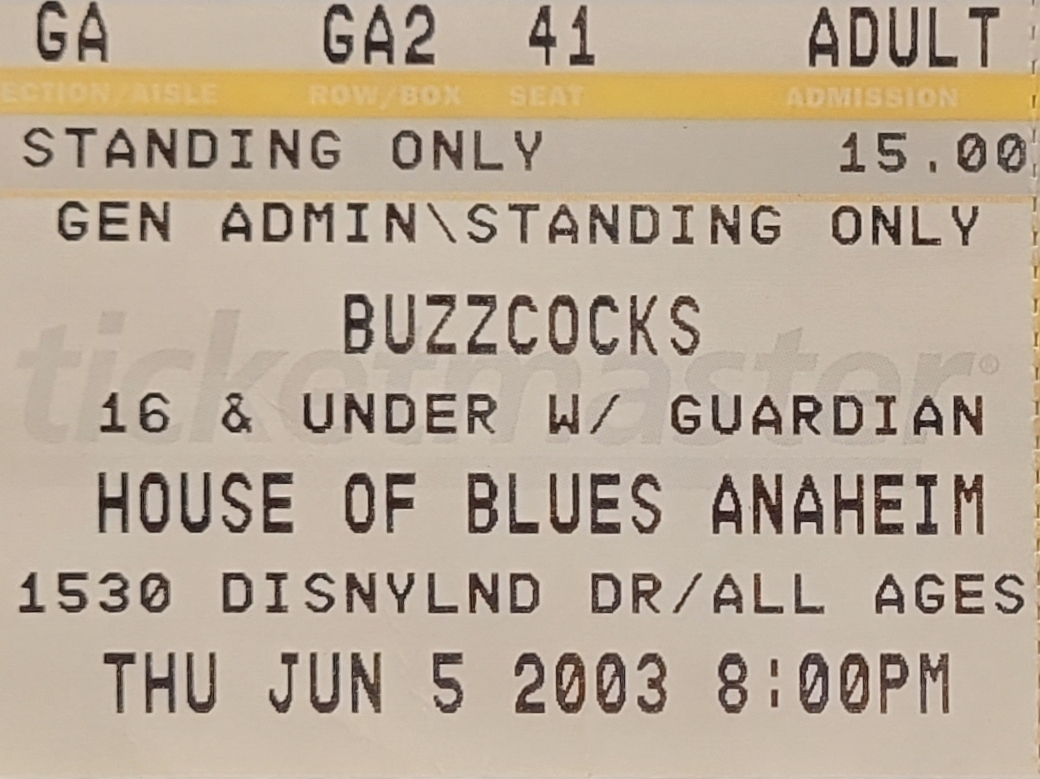 GA GA2 41 ADULT
ECTION/AISLE ROW/BOX SEAT ADMISSION
STANDING ONLY 15.00
GEN ADMIN\STANDING ONLY
BUZZCOCKS
ticketmaster®
16 & UNDER W/ GUARDIAN
HOUSE OF BLUES ANAHEIM
1530 DISNYLND DR/ALL AGES
THU JUN 5 2003 8:00PM